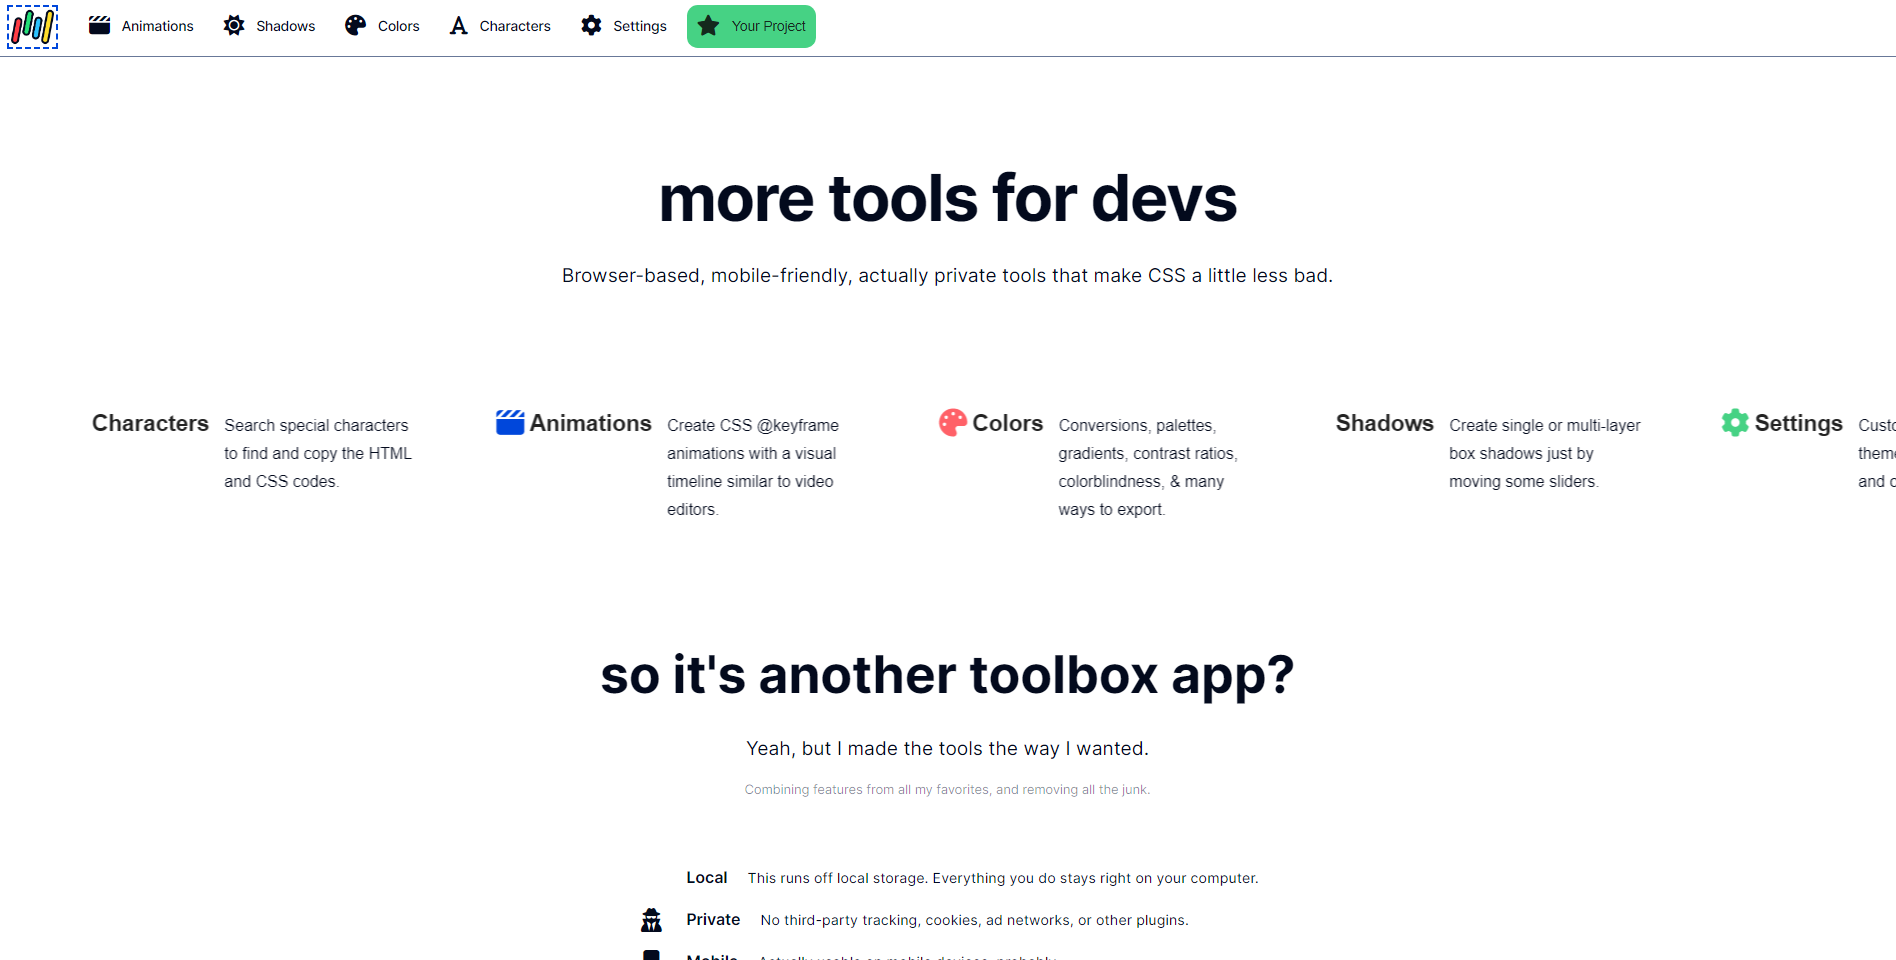 Animations Shadows Colors Characters Settings Your Project
more tools for devs
Browser-based, mobile-friendly, actually private tools that make CSS a little less bad.
Characters
Search special characters
to find and copy the HTML
and CSS codes.
Animations
Create CSS @keyframe
animations with a visual
timeline similar to video
editors.
Colors
Conversions, palettes,
gradients, contrast ratios,
colorblindness, & many
ways to export.
Shadows
Create single or multi-layer
box shadows just by
moving some sliders.
Settings
and
so it's another toolbox app?
Yeah, but I made the tools the way I wanted.
Combining features from all my favorites, and removing all the junk.
Local This runs off local storage. Everything you do stays right on your computer.
Private No third-party tracking, cookies, ad networks, or other plugins.
Mobile Actually usable on mobile devices, probably.